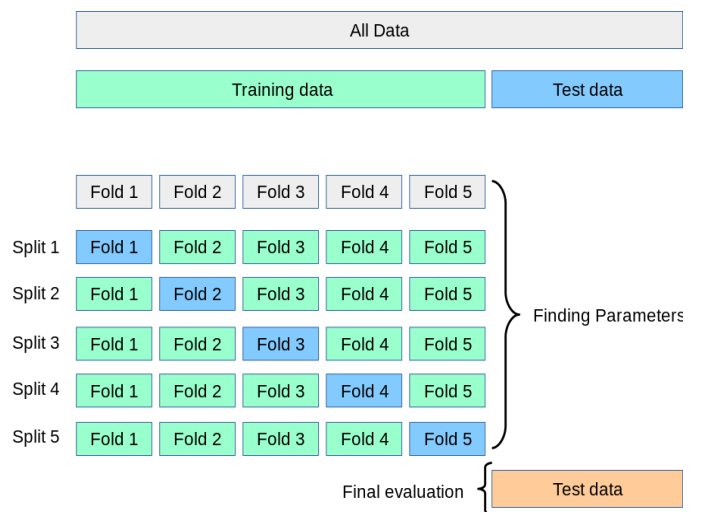 All Data
Training data Test data
Fold 1 Fold 2 Fold 3 Fold 4 Fold 5
Split 1 Fold 1 Fold 2 Fold 3 Fold 4 Fold 5
Split 2 Fold 1 Fold 2 Fold 3 Fold 4 Fold 5
Finding Parameters
Split 3 Fold 1 Fold 2 Fold 3 Fold 4 Fold 5
Split 4 Fold 1 Fold 2 Fold 3 Fold 4 Fold 5
Split 5 Fold 1 Fold 2 Fold 3 Fold 4 Fold 5
Final evaluation Test data